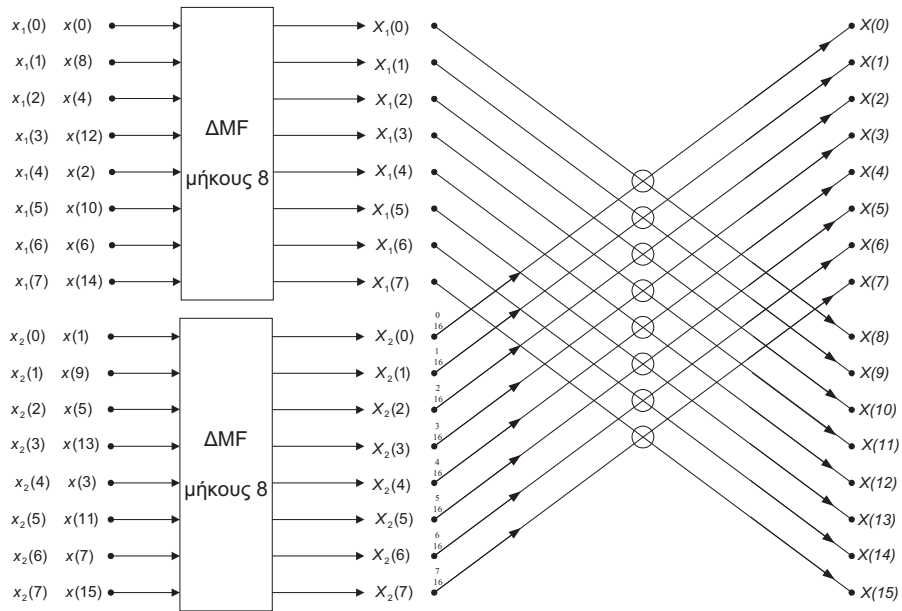 x₁(0) x(0) X₁(0) X(0)
x₁(1) x(8) X₁(1) X(1)
x₁(2) x(4) X₁(2) X(2)
x₁(3) x(12) ΔMF X₁(3) X(3)
x₁(4) x(2) μήκους 8 X₁(4) X(4)
x₁(5) x(10) X₁(5) X(5)
x₁(6) x(6) X₁(6) X(6)
x₁(7) x(14) X₁(7) X(7)
0
16
x₂(0) x(1) X₂(0) X(8)
1
16
x₂(1) x(9) X₂(1) X(9)
2
16
x₂(2) x(5) X₂(2) X(10)
3
16
x₂(3) x(13) ΔMF X₂(3) X(11)
4
16
x₂(4) x(3) μήκους 8 X₂(4) X(12)
5
16
x₂(5) x(11) X₂(5) X(13)
6
16
x₂(6) x(7) X₂(6) X(14)
7
16
x₂(7) x(15) X₂(7) X(15)